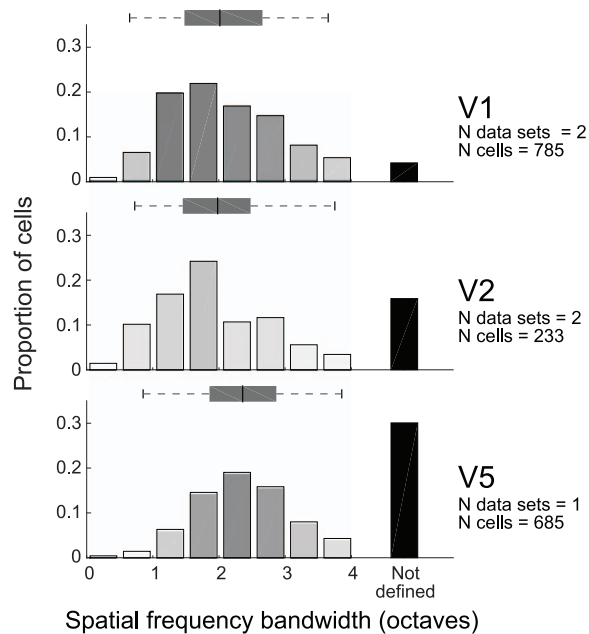 0.3
0.2
0.1
0
V1
N data sets = 2
N cells = 785
0.3
0.2
0.1
0
V2
N data sets = 2
N cells = 233
0.3
0.2
0.1
0
V5
N data sets = 1
N cells = 685
Proportion of cells
0 1 2 3 4 Not
defined
Spatial frequency bandwidth (octaves)